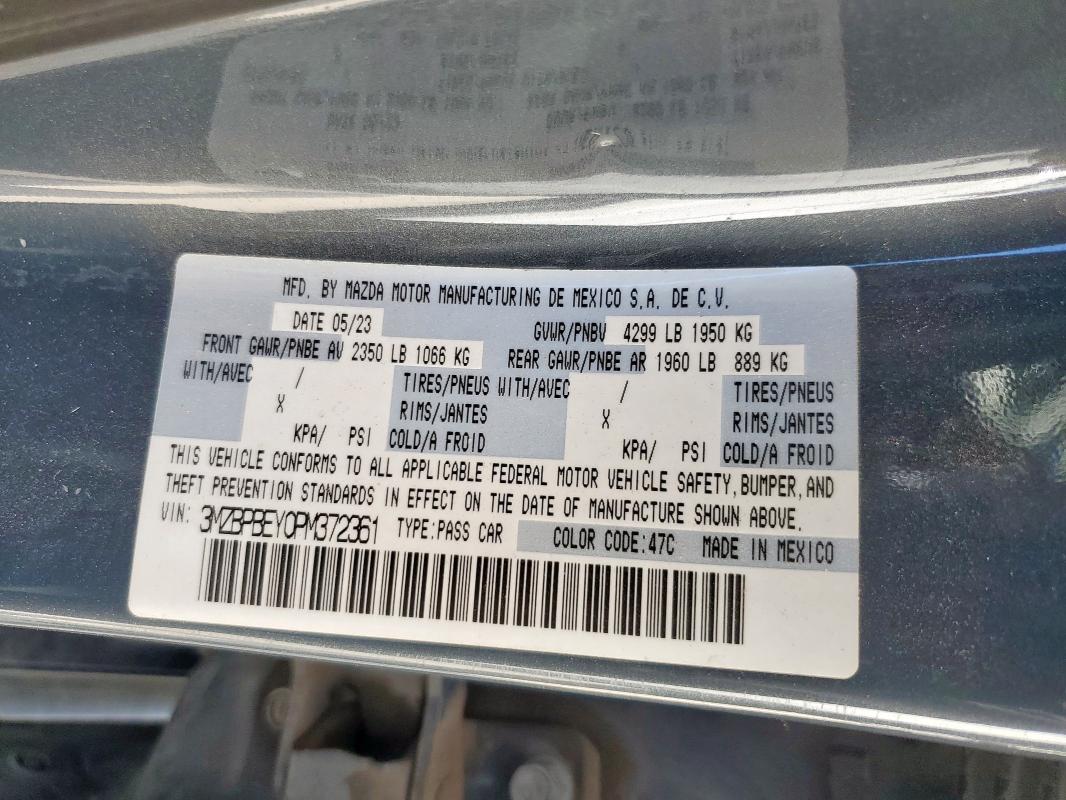 MFD. BY MAZDA MOTOR MANUFACTURING DE MEXICO S.A. DE C.V.
DATE 05/23 GVWR/PNBV 4299 LB 1950 KG
FRONT GAWR/PNBE AV 2350 LB 1066 KG REAR GAWR/PNBE AR 1960 LB 889 KG
WITH/AVEC / TIRES/PNEUS WITH/AVEC / TIRES/PNEUS
X RIMS/JANTES X RIMS/JANTES
KPA/ PSI COLD/A FROID KPA/ PSI COLD/A FROID
THIS VEHICLE CONFORMS TO ALL APPLICABLE FEDERAL MOTOR VEHICLE SAFETY, BUMPER, AND
THEFT PREVENTION STANDARDS IN EFFECT ON THE DATE OF MANUFACTURE SHOWN ABOVE.
VIN: 3MZBPBEY0PM372361 TYPE: PASS CAR COLOR CODE: 47C MADE IN MEXICO